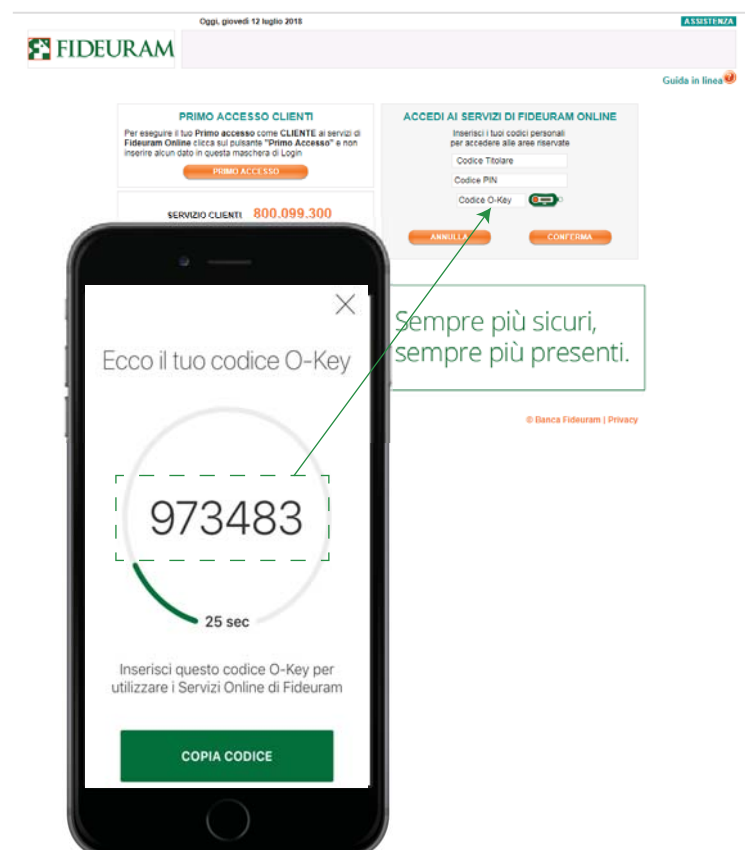 Oggi, giovedì 12 luglio 2018
ASSISTENZA
FIDEURAM
Guida in linea
PRIMO ACCESSO CLIENTI
Per eseguire il tuo Primo accesso come CLIENTE ai servizi di
Fideuram Online clicca sul pulsante "Primo Accesso" e non
inserire alcun dato in questa maschera di Login
PRIMO ACCESSO
SERVIZIO CLIENTI 800.099.300
ACCEDI AI SERVIZI DI FIDEURAM ONLINE
Inserisci i tuoi codici personali
per accedere alle aree riservate
Codice Titolare
Codice PIN
Codice O-Key
ANNULLA
CONFERMA
Sempre più sicuri,
sempre più presenti.
© Banca Fideuram | Privacy
Ecco il tuo codice O-Key
973483
25 sec
Inserisci questo codice O-Key per
utilizzare i Servizi Online di Fideuram
COPIA CODICE